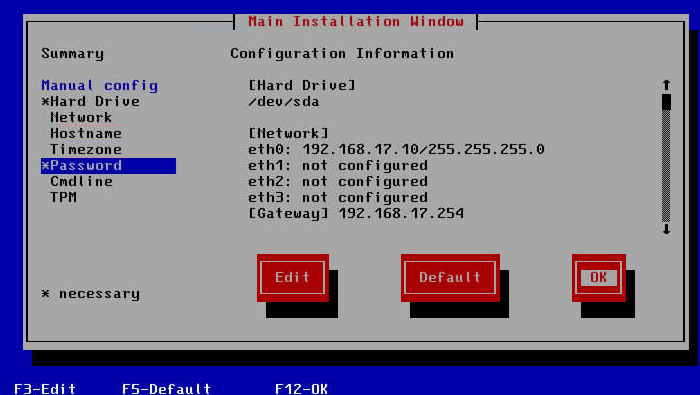 Main Installation Window
Summary
Configuration Information
Manual config
*Hard Drive
Network
Hostname
Timezone
*Password
Cmdline
TPM
[Hard Drive]
/dev/sda
[Network]
eth0: 192.168.17.10/255.255.255.0
eth1: not configured
eth2: not configured
eth3: not configured
[Gateway] 192.168.17.254
* necessary
Edit
Default
OK
F3-Edit F5-Default F12-OK